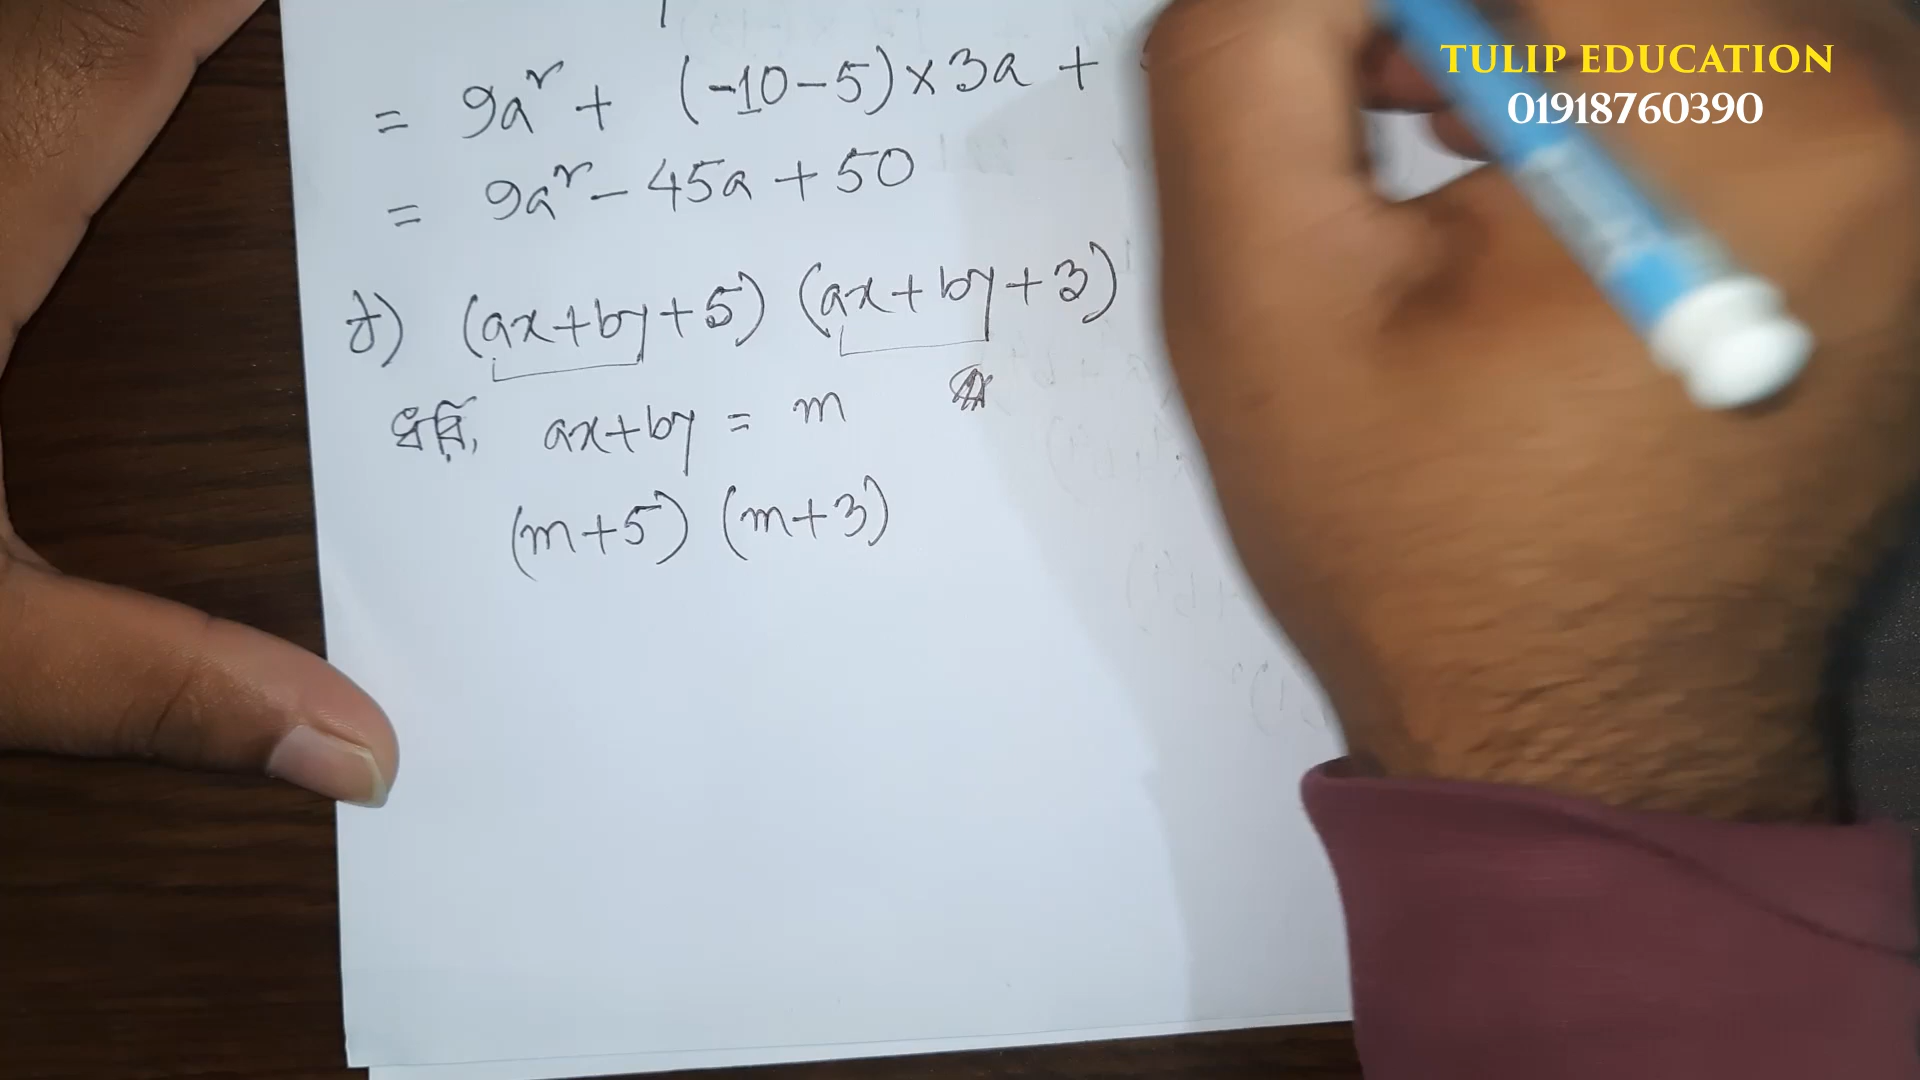 TULIP EDUCATION
01918760390
= 9a² + (-10-5)×3a +
= 9a² - 45a + 50
চ) (ax+by+5) (ax+by+3)
ধরি, ax+by = m
(m+5) (m+3)